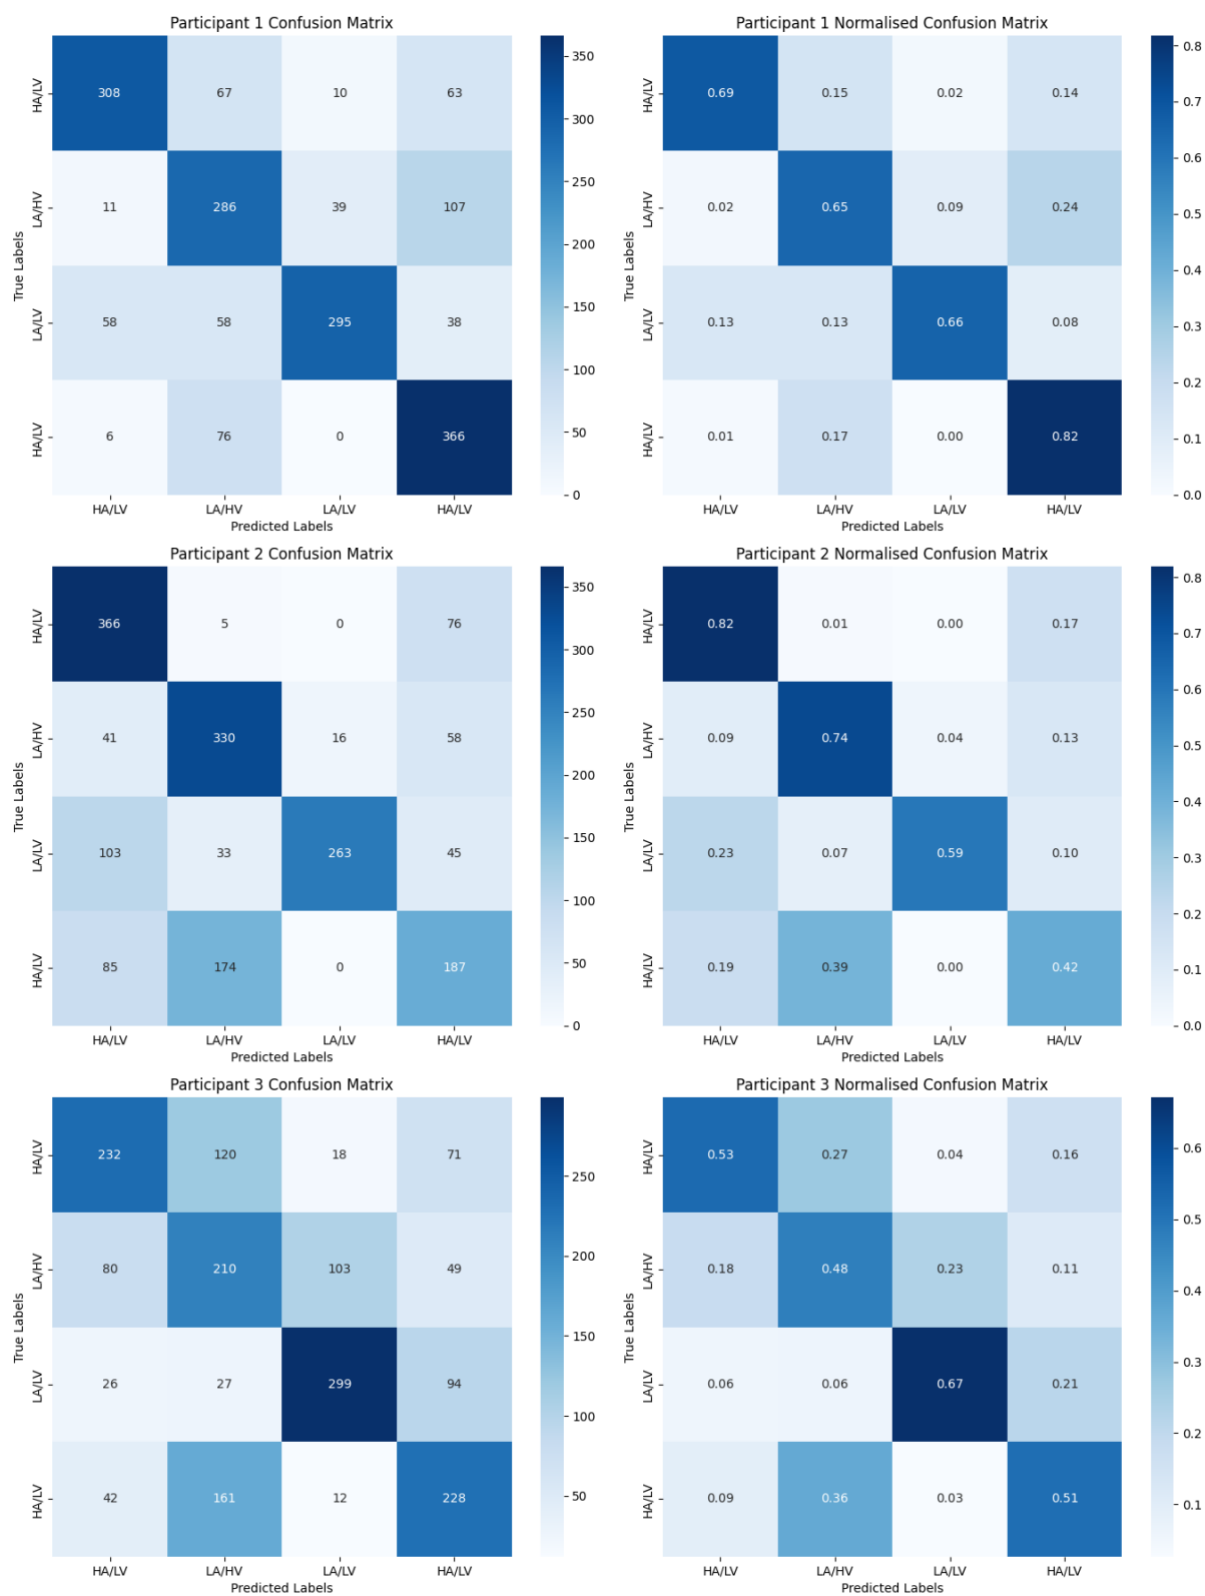 Participant 1 Confusion Matrix
Participant 1 Normalised Confusion Matrix
True Labels
HA/LV 308 67 10 63
LA/HV 11 286 39 107
LA/LV 58 58 295 38
HA/LV 6 76 0 366
HA/LV LA/HV LA/LV HA/LV
Predicted Labels
350
300
250
200
150
100
50
0
True Labels
HA/LV 0.69 0.15 0.02 0.14
LA/HV 0.02 0.65 0.09 0.24
LA/LV 0.13 0.13 0.66 0.08
HA/LV 0.01 0.17 0.00 0.82
HA/LV LA/HV LA/LV HA/LV
Predicted Labels
0.8
0.7
0.6
0.5
0.4
0.3
0.2
0.1
0.0
Participant 2 Confusion Matrix
Participant 2 Normalised Confusion Matrix
True Labels
HA/LV 366 5 0 76
LA/HV 41 330 16 58
LA/LV 103 33 263 45
HA/LV 85 174 0 187
HA/LV LA/HV LA/LV HA/LV
Predicted Labels
350
300
250
200
150
100
50
0
True Labels
HA/LV 0.82 0.01 0.00 0.17
LA/HV 0.09 0.74 0.04 0.13
LA/LV 0.23 0.07 0.59 0.10
HA/LV 0.19 0.39 0.00 0.42
HA/LV LA/HV LA/LV HA/LV
Predicted Labels
0.8
0.7
0.6
0.5
0.4
0.3
0.2
0.1
0.0
Participant 3 Confusion Matrix
Participant 3 Normalised Confusion Matrix
True Labels
HA/LV 232 120 18 71
LA/HV 80 210 103 49
LA/LV 26 27 299 94
HA/LV 42 161 12 228
HA/LV LA/HV LA/LV HA/LV
Predicted Labels
250
200
150
100
50
True Labels
HA/LV 0.53 0.27 0.04 0.16
LA/HV 0.18 0.48 0.23 0.11
LA/LV 0.06 0.06 0.67 0.21
HA/LV 0.09 0.36 0.03 0.51
HA/LV LA/HV LA/LV HA/LV
Predicted Labels
0.6
0.5
0.4
0.3
0.2
0.1